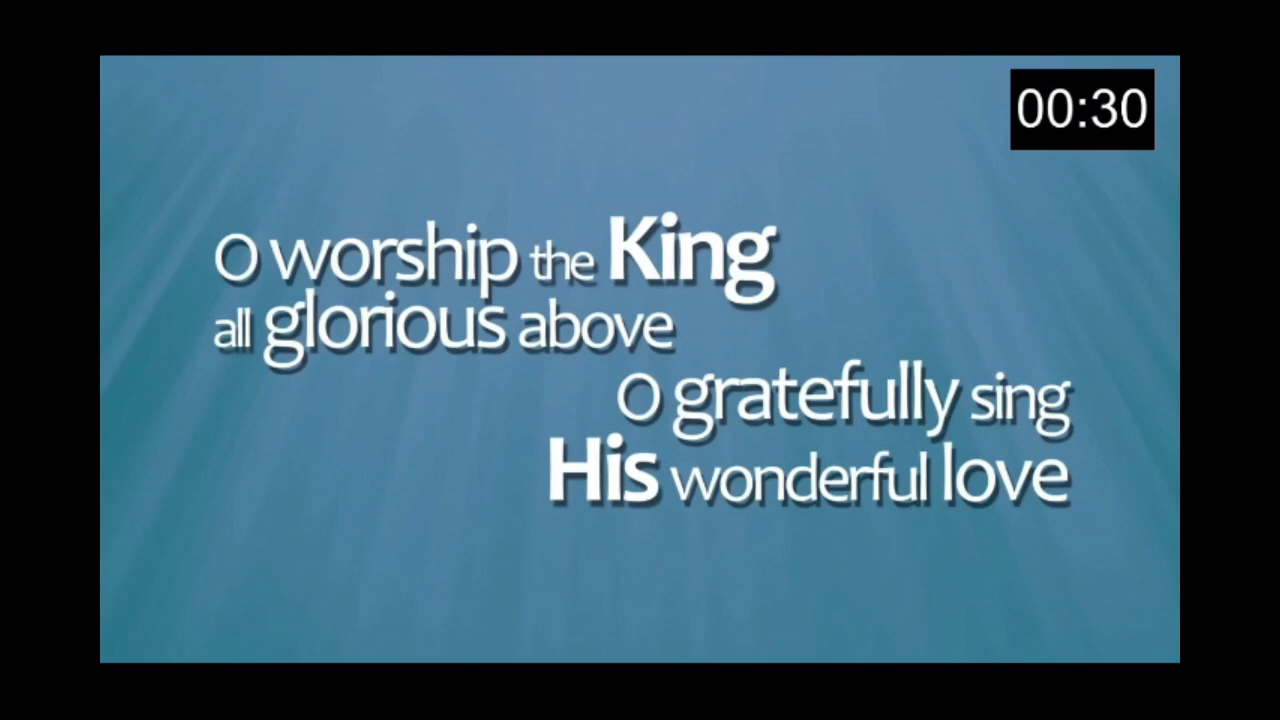 00:30
O worship the King
all glorious above
O gratefully sing
His wonderful love